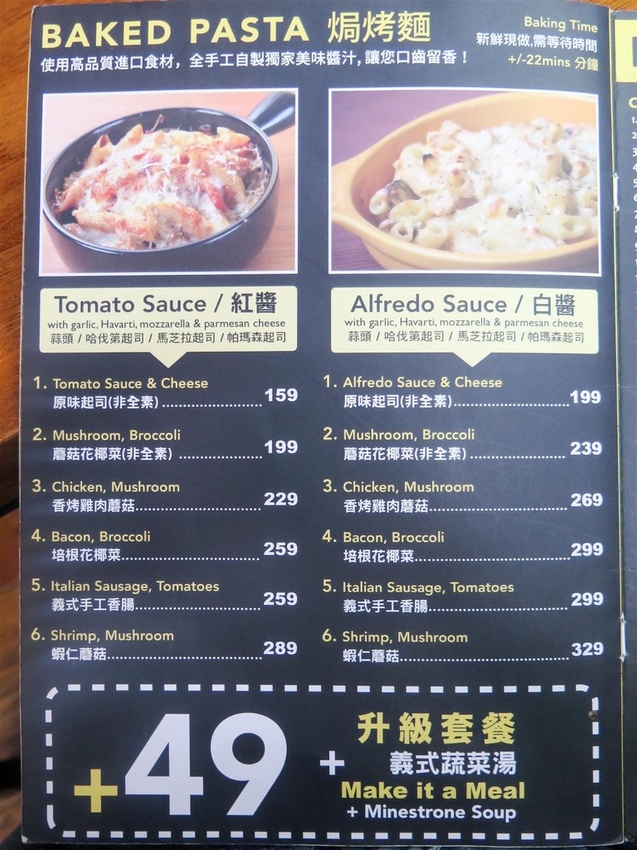 BAKED PASTA 焗烤麵
使用高品質進口食材，全手工自製獨家美味醬汁，讓您口齒留香！
Baking Time
新鮮現做,需等待時間
+/-22mins 分鐘
Tomato Sauce / 紅醬
with garlic, Havarti, mozzarella & parmesan cheese
蒜頭 / 哈伐第起司 / 馬芝拉起司 / 帕瑪森起司
1. Tomato Sauce & Cheese
原味起司(非全素)......................159
2. Mushroom, Broccoli
蘑菇花椰菜(非全素) ..................199
3. Chicken, Mushroom
香烤雞肉蘑菇............................229
4. Bacon, Broccoli
培根花椰菜...............................259
5. Italian Sausage, Tomatoes
義式手工香腸............................259
6. Shrimp, Mushroom
蝦仁蘑菇..................................289
Alfredo Sauce / 白醬
with garlic, Havarti, mozzarella & parmesan cheese
蒜頭 / 哈伐第起司 / 馬芝拉起司 / 帕瑪森起司
1. Alfredo Sauce & Cheese
原味起司(非全素)......................199
2. Mushroom, Broccoli
蘑菇花椰菜(非全素)...................239
3. Chicken, Mushroom
香烤雞肉蘑菇............................269
4. Bacon, Broccoli
培根花椰菜...............................299
5. Italian Sausage, Tomatoes
義式手工香腸............................299
6. Shrimp, Mushroom
蝦仁蘑菇..................................329
+49
升級套餐
+ 義式蔬菜湯
Make it a Meal
+ Minestrone Soup